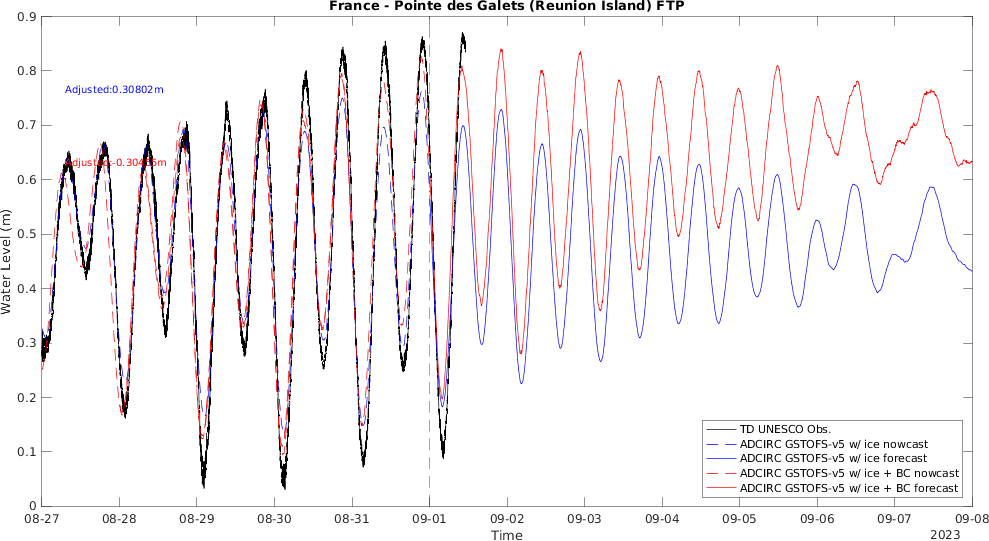 France - Pointe des Galets (Reunion Island) FTP
Water Level (m)
0.9
0.8
0.7
0.6
0.5
0.4
0.3
0.2
0.1
0
Adjusted:0.30802m
TD UNESCO Obs.
ADCIRC GSTOFS-v5 w/ ice nowcast
ADCIRC GSTOFS-v5 w/ ice forecast
ADCIRC GSTOFS-v5 w/ ice + BC nowcast
ADCIRC GSTOFS-v5 w/ ice + BC forecast
08-27 08-28 08-29 08-30 08-31 09-01 09-02 09-03 09-04 09-05 09-06 09-07 09-08
Time
2023